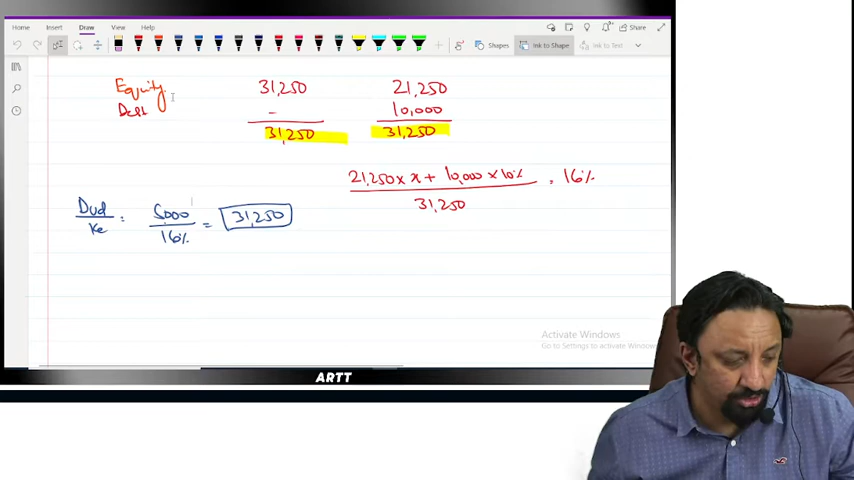 Home Insert Draw View Help
Shapes Ink to Shape Ink to Text
Equity 31,250 21,250
Debt - 10,000
31,250 31,250
21,250 x x + 10,000 x 10% = 16%
31,250
Dvd = 5000 = 31,250
Ke 16%
Activate Windows
Go to Settings to activate Windows
ARTT